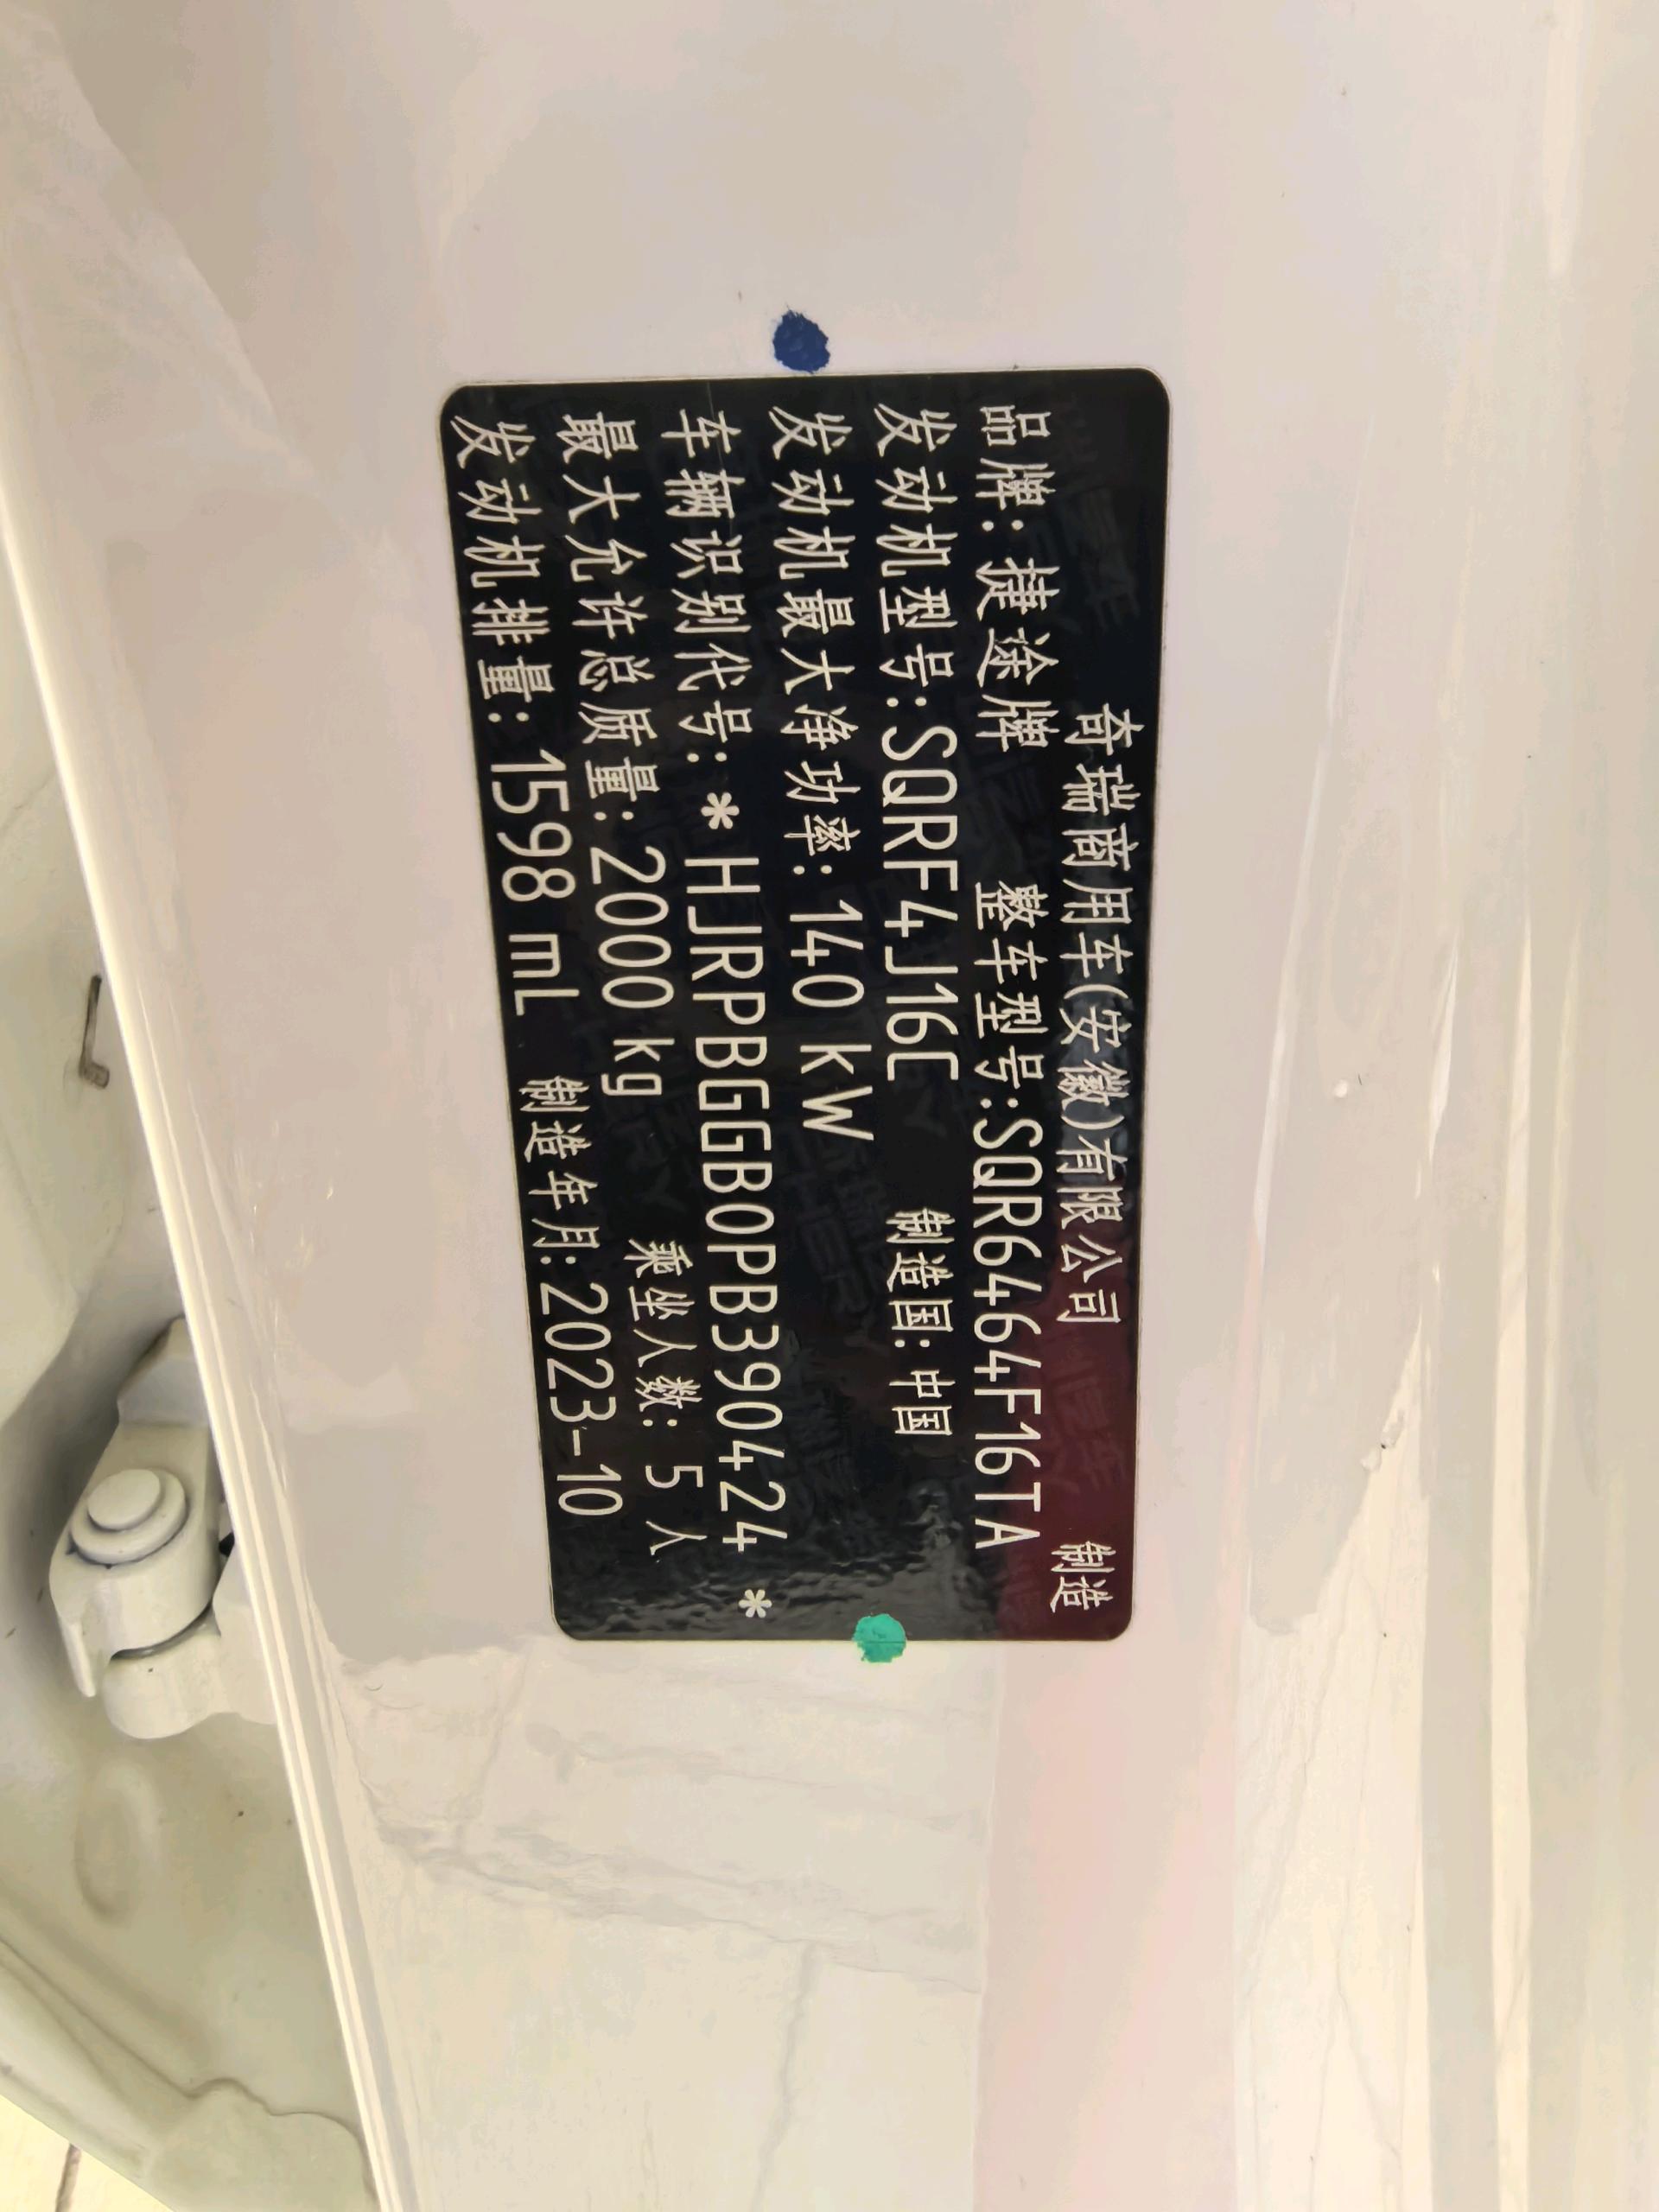 奇瑞商用车(安徽)有限公司 制造
品牌: 捷途牌 整车型号:SQR6464F16TA
发动机型号:SQRF4J16C 制造国: 中国
发动机最大净功率: 140 kW
车辆识别代号: * HJRPBGGB0PB390424 *
最大允许总质量: 2000 kg 乘坐人数: 5 人
发动机排量: 1598 mL 制造年月:2023-10